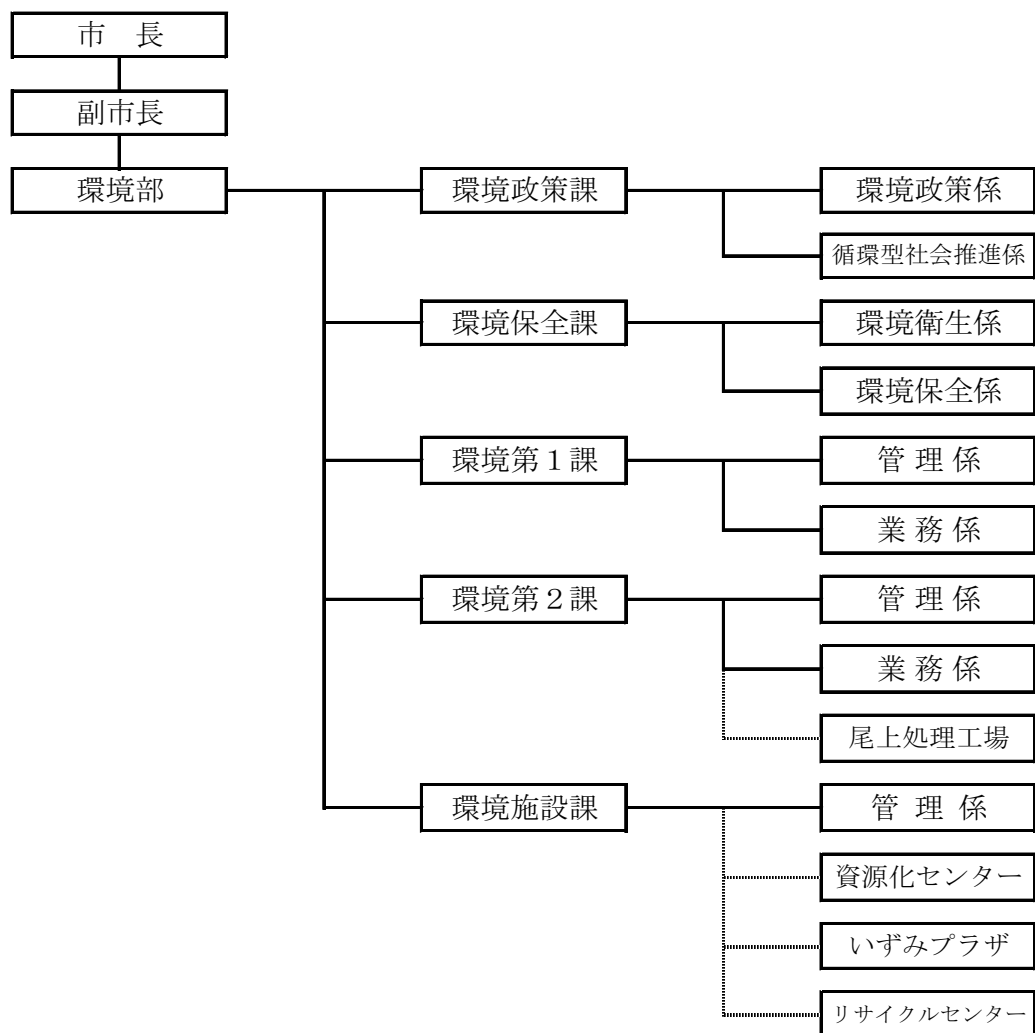 市　長
副市長
環境部
環境政策課
環境政策係
循環型社会推進係
環境保全課
環境衛生係
環境保全係
環境第１課
管 理 係
業 務 係
環境第２課
管 理 係
業 務 係
尾上処理工場
環境施設課
管 理 係
資源化センター
いずみプラザ
リサイクルセンター